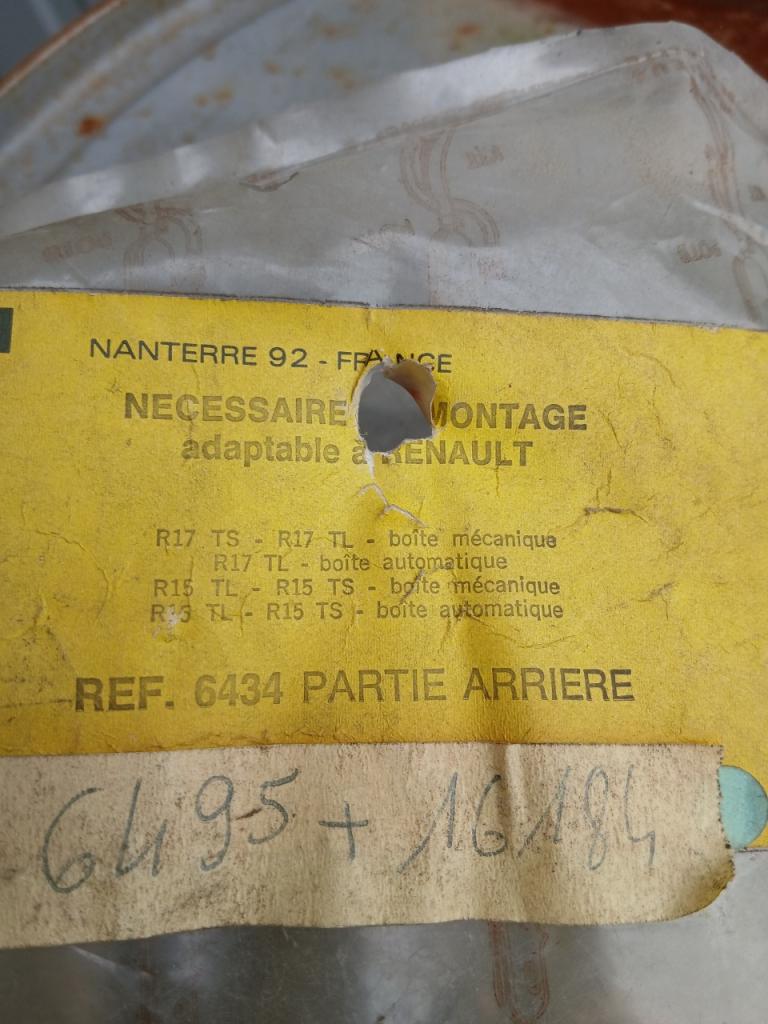 NANTERRE 92 - FRANCE
NECESSAIRE MONTAGE
adaptable à RENAULT
R17 TS - R17 TL - boîte mécanique
R17 TL - boîte automatique
R15 TL - R15 TS - boîte mécanique
R15 TL - R15 TS - boîte automatique
REF. 6434 PARTIE ARRIERE
6495 + 16184